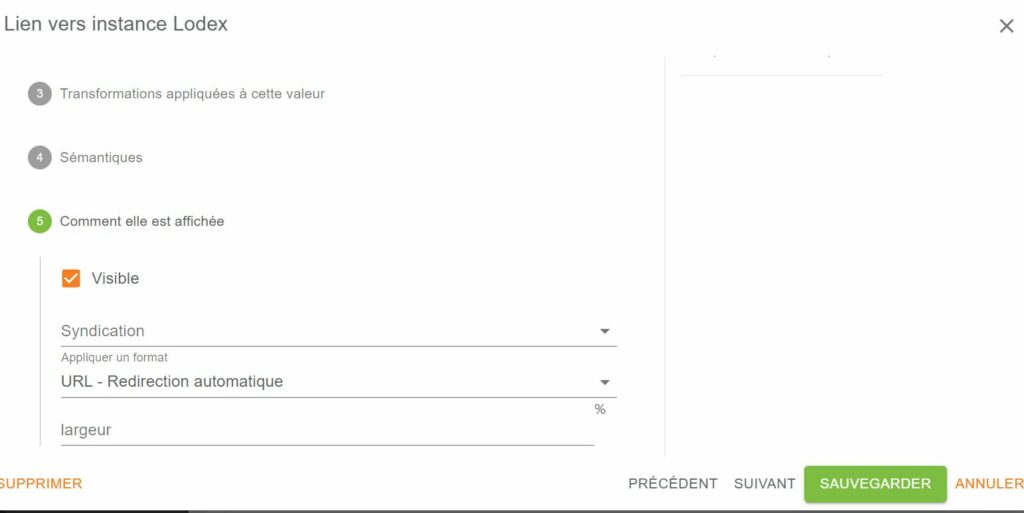 Lien vers instance Lodex
3 Transformations appliquées à cette valeur
4 Sémantiques
5 Comment elle est affichée
Visible
Syndication
Appliquer un format
URL - Redirection automatique
%
largeur
SUPPRIMER PRÉCÉDENT SUIVANT SAUVEGARDER ANNULER